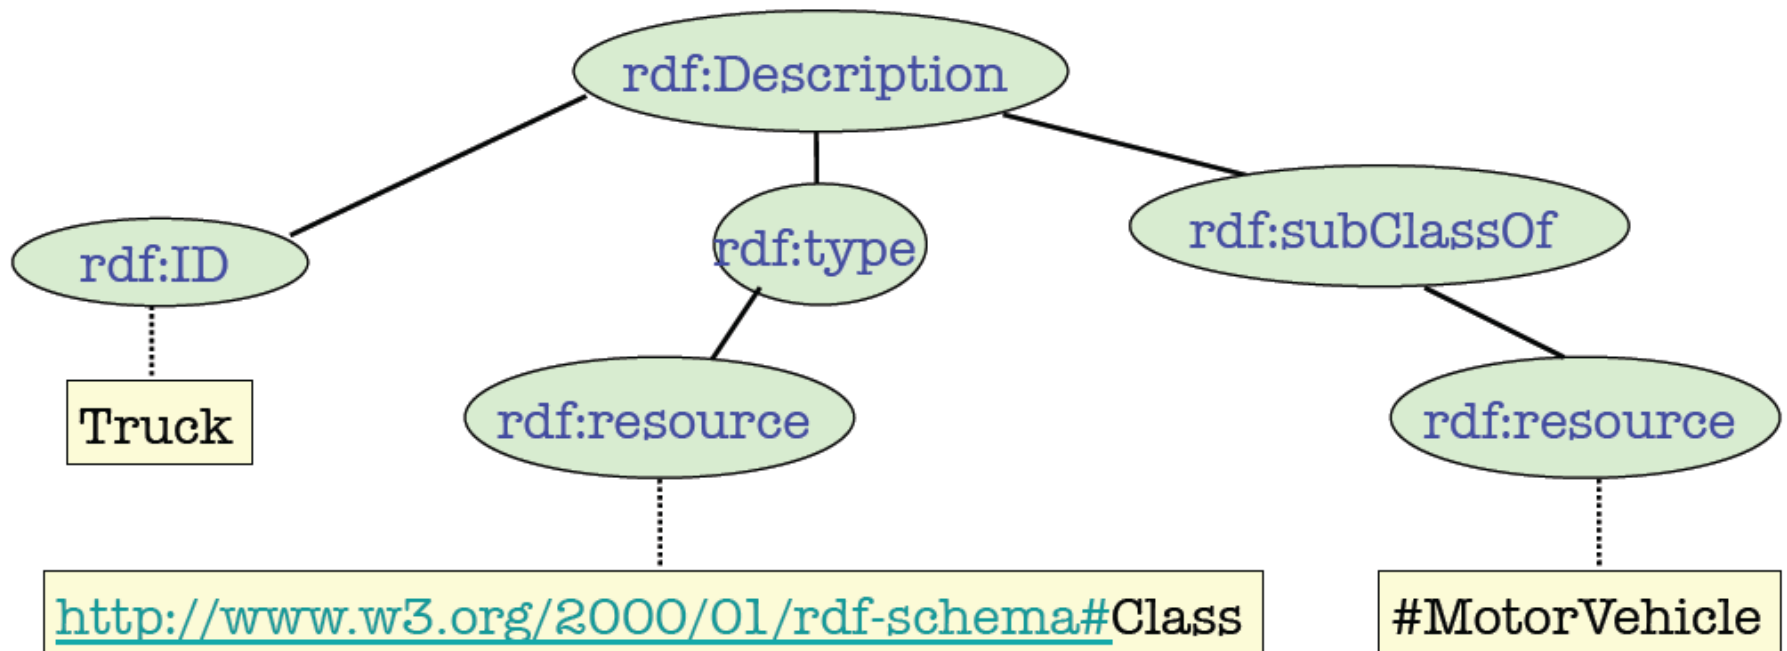 rdf:Description
rdf:ID
rdf:type
rdf:subClassOf
Truck
rdf:resource
rdf:resource
http://www.w3.org/2000/01/rdf-schema#Class
#MotorVehicle